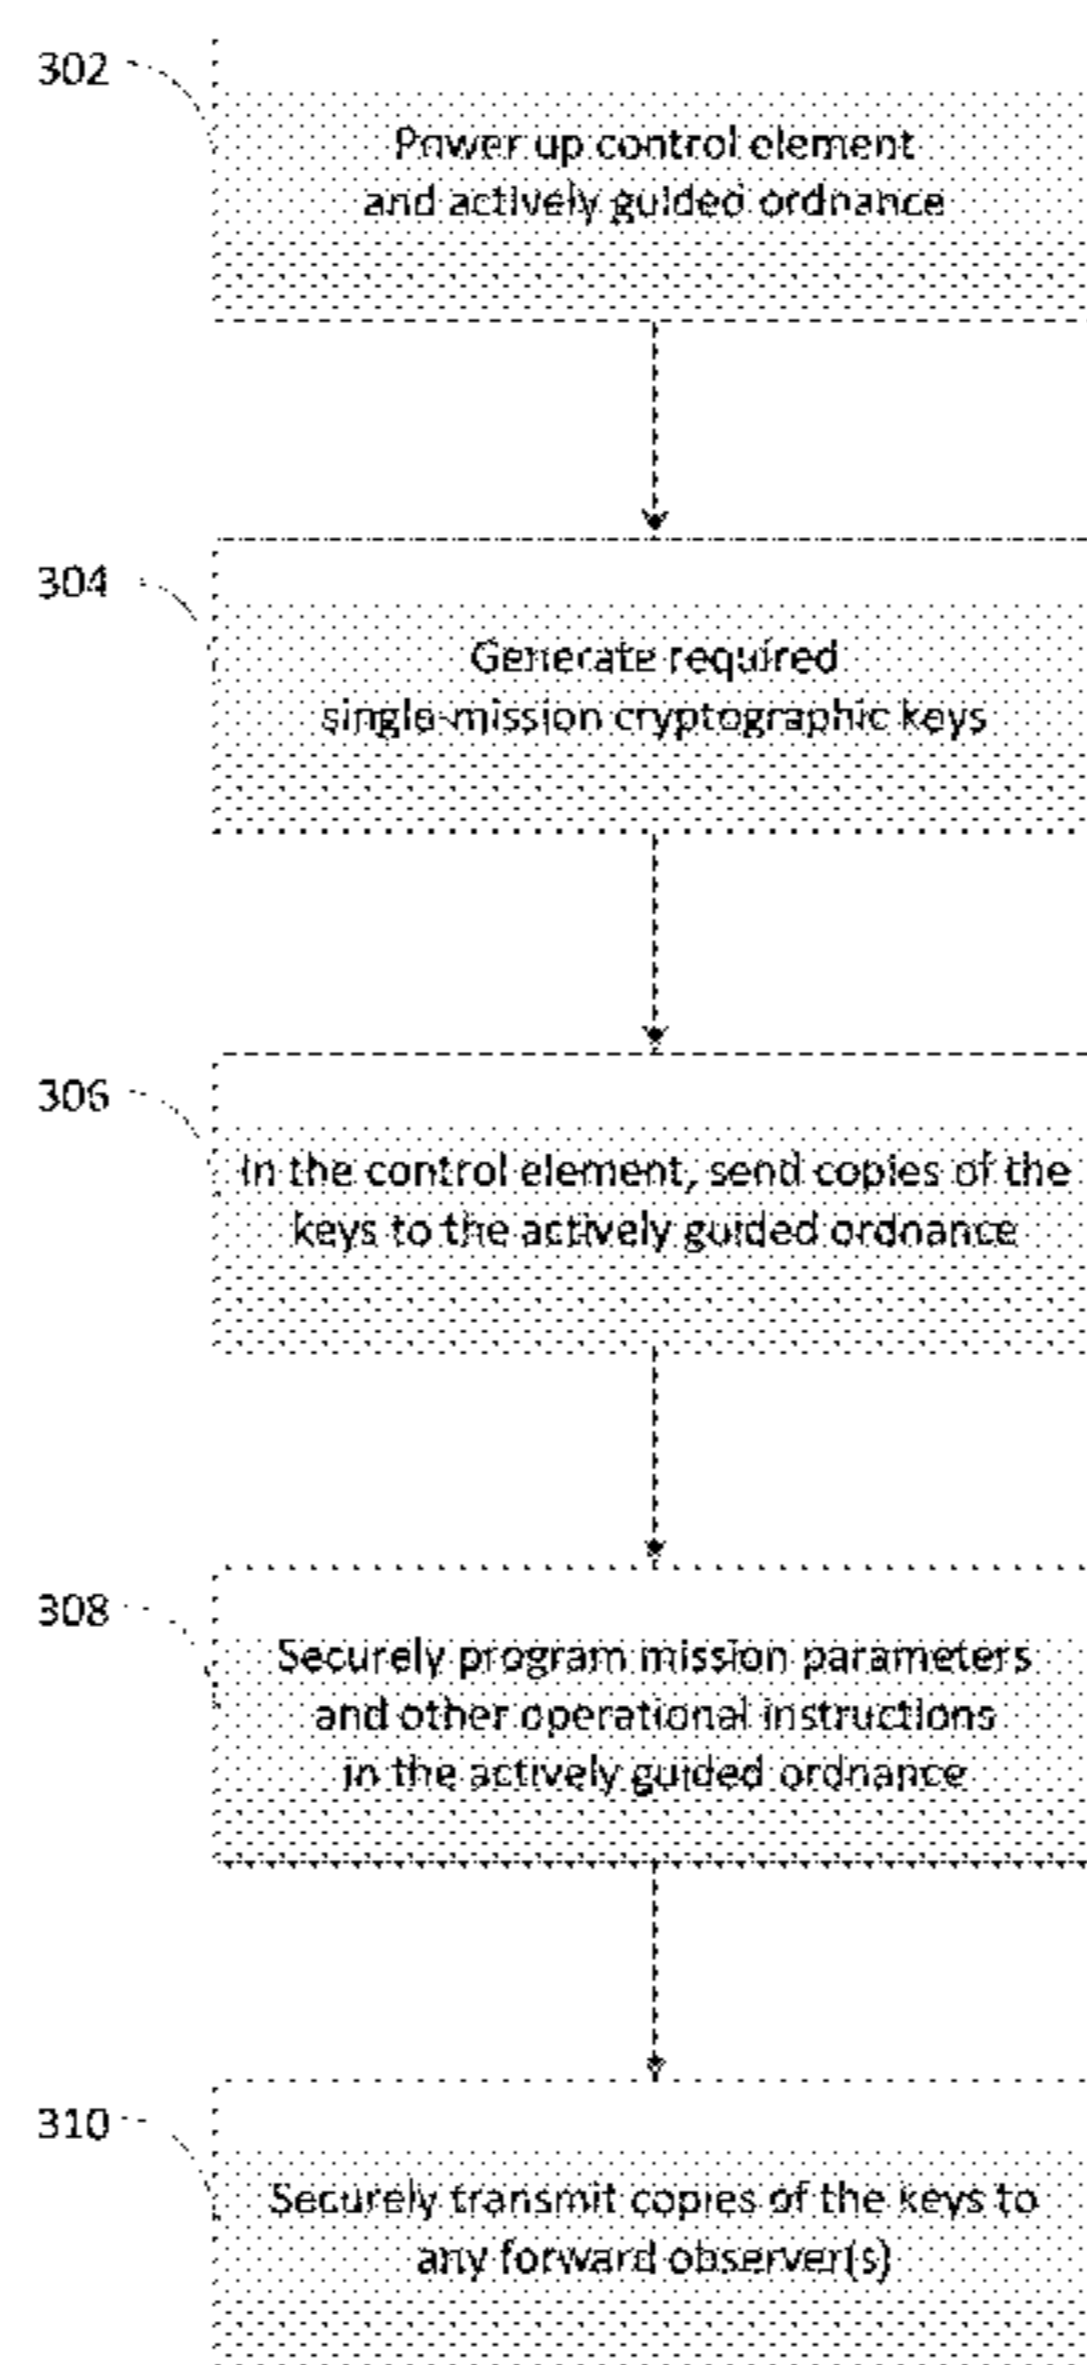 302
Power up control element
and actively guided ordnance
304
Generate required
single-mission cryptographic keys
306
In the control element, send copies of the
keys to the actively guided ordnance
308
Securely program mission parameters
and other operational instructions
in the actively guided ordnance
310
Securely transmit copies of the keys to
any forward observer(s)